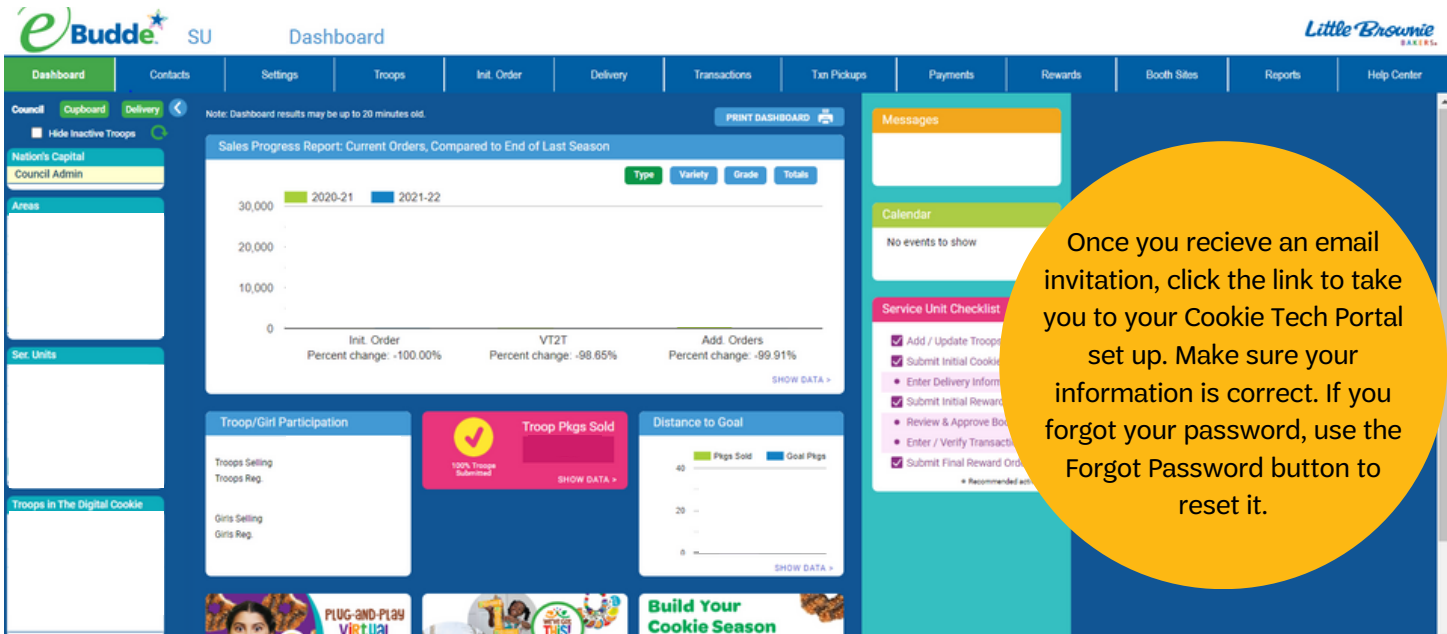 eBudde
SU Dashboard
Little Brownie
BAKERS
Dashboard Contacts Settings Troops Init. Order Delivery Transactions Txn Pickups Payments Rewards Booth Sites Reports Help Center
Council Cupboard Delivery
Hide Inactive Troops
Nation's Capital
Council Admin
Areas
Ser. Units
Troops in The Digital Cookie
Note: Dashboard results may be up to 20 minutes old.
PRINT DASHBOARD
Sales Progress Report: Current Orders, Compared to End of Last Season
Type Variety Grade Totals
2020-21 2021-22
30,000
20,000
10,000
0
Init. Order VT2T Add. Orders
Percent change: -100.00% Percent change: -98.65% Percent change: -99.91%
SHOW DATA >
Troop/Girl Participation
Troops Selling
Troops Reg.
Girls Selling
Girls Reg.
Troop Pkgs Sold
100% Troops
Submitted
SHOW DATA >
Distance to Goal
Pkgs Sold Goal Pkgs
40
20
0
SHOW DATA >
PLUG-AND-PLAY
VIRTUAL
WE'VE GOT
THIS!
Build Your
Cookie Season
Messages
Calendar
No events to show
Service Unit Checklist
Add / Update Troops
Submit Initial Cookie
• Enter Delivery Inform
Submit Initial Reward
• Review & Approve Boo
• Enter / Verify Transacti
Submit Final Reward Ord
* Recommended act
Once you recieve an email
invitation, click the link to take
you to your Cookie Tech Portal
set up. Make sure your
information is correct. If you
forgot your password, use the
Forgot Password button to
reset it.